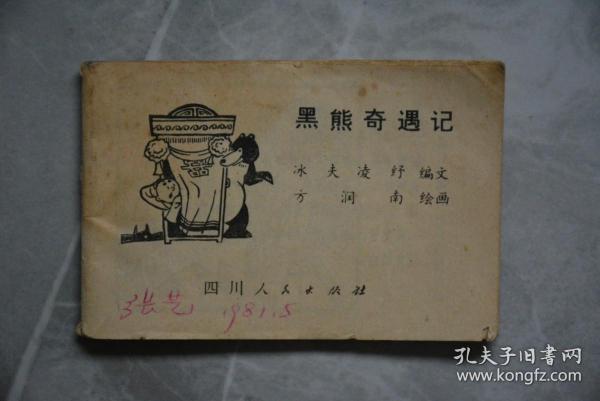 黑熊奇遇记
冰夫凌纾 编文
方润南 绘画
四川人民出版社
张艺 1981.5
孔夫子旧书网
www.kongfz.com